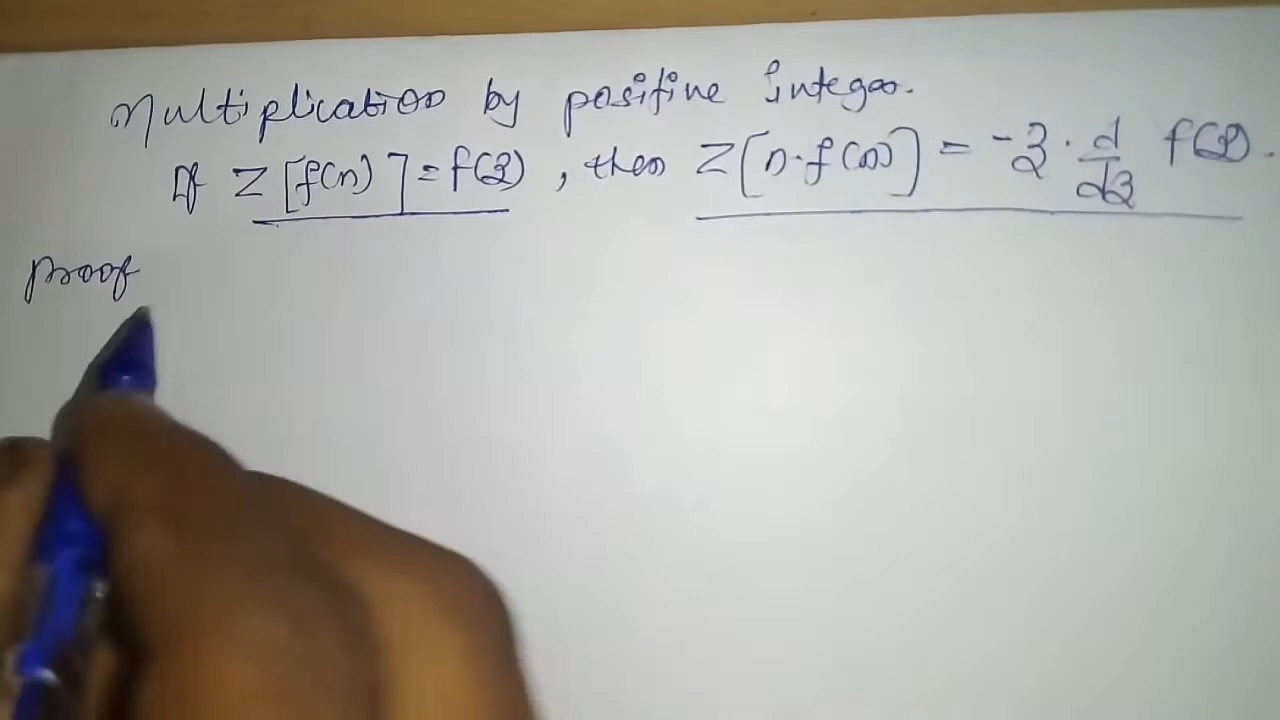 Multiplication by positive integer.
If Z[f(n)] = f(z), then Z[n·f(n)] = -z · d/dz f(z).
Proof